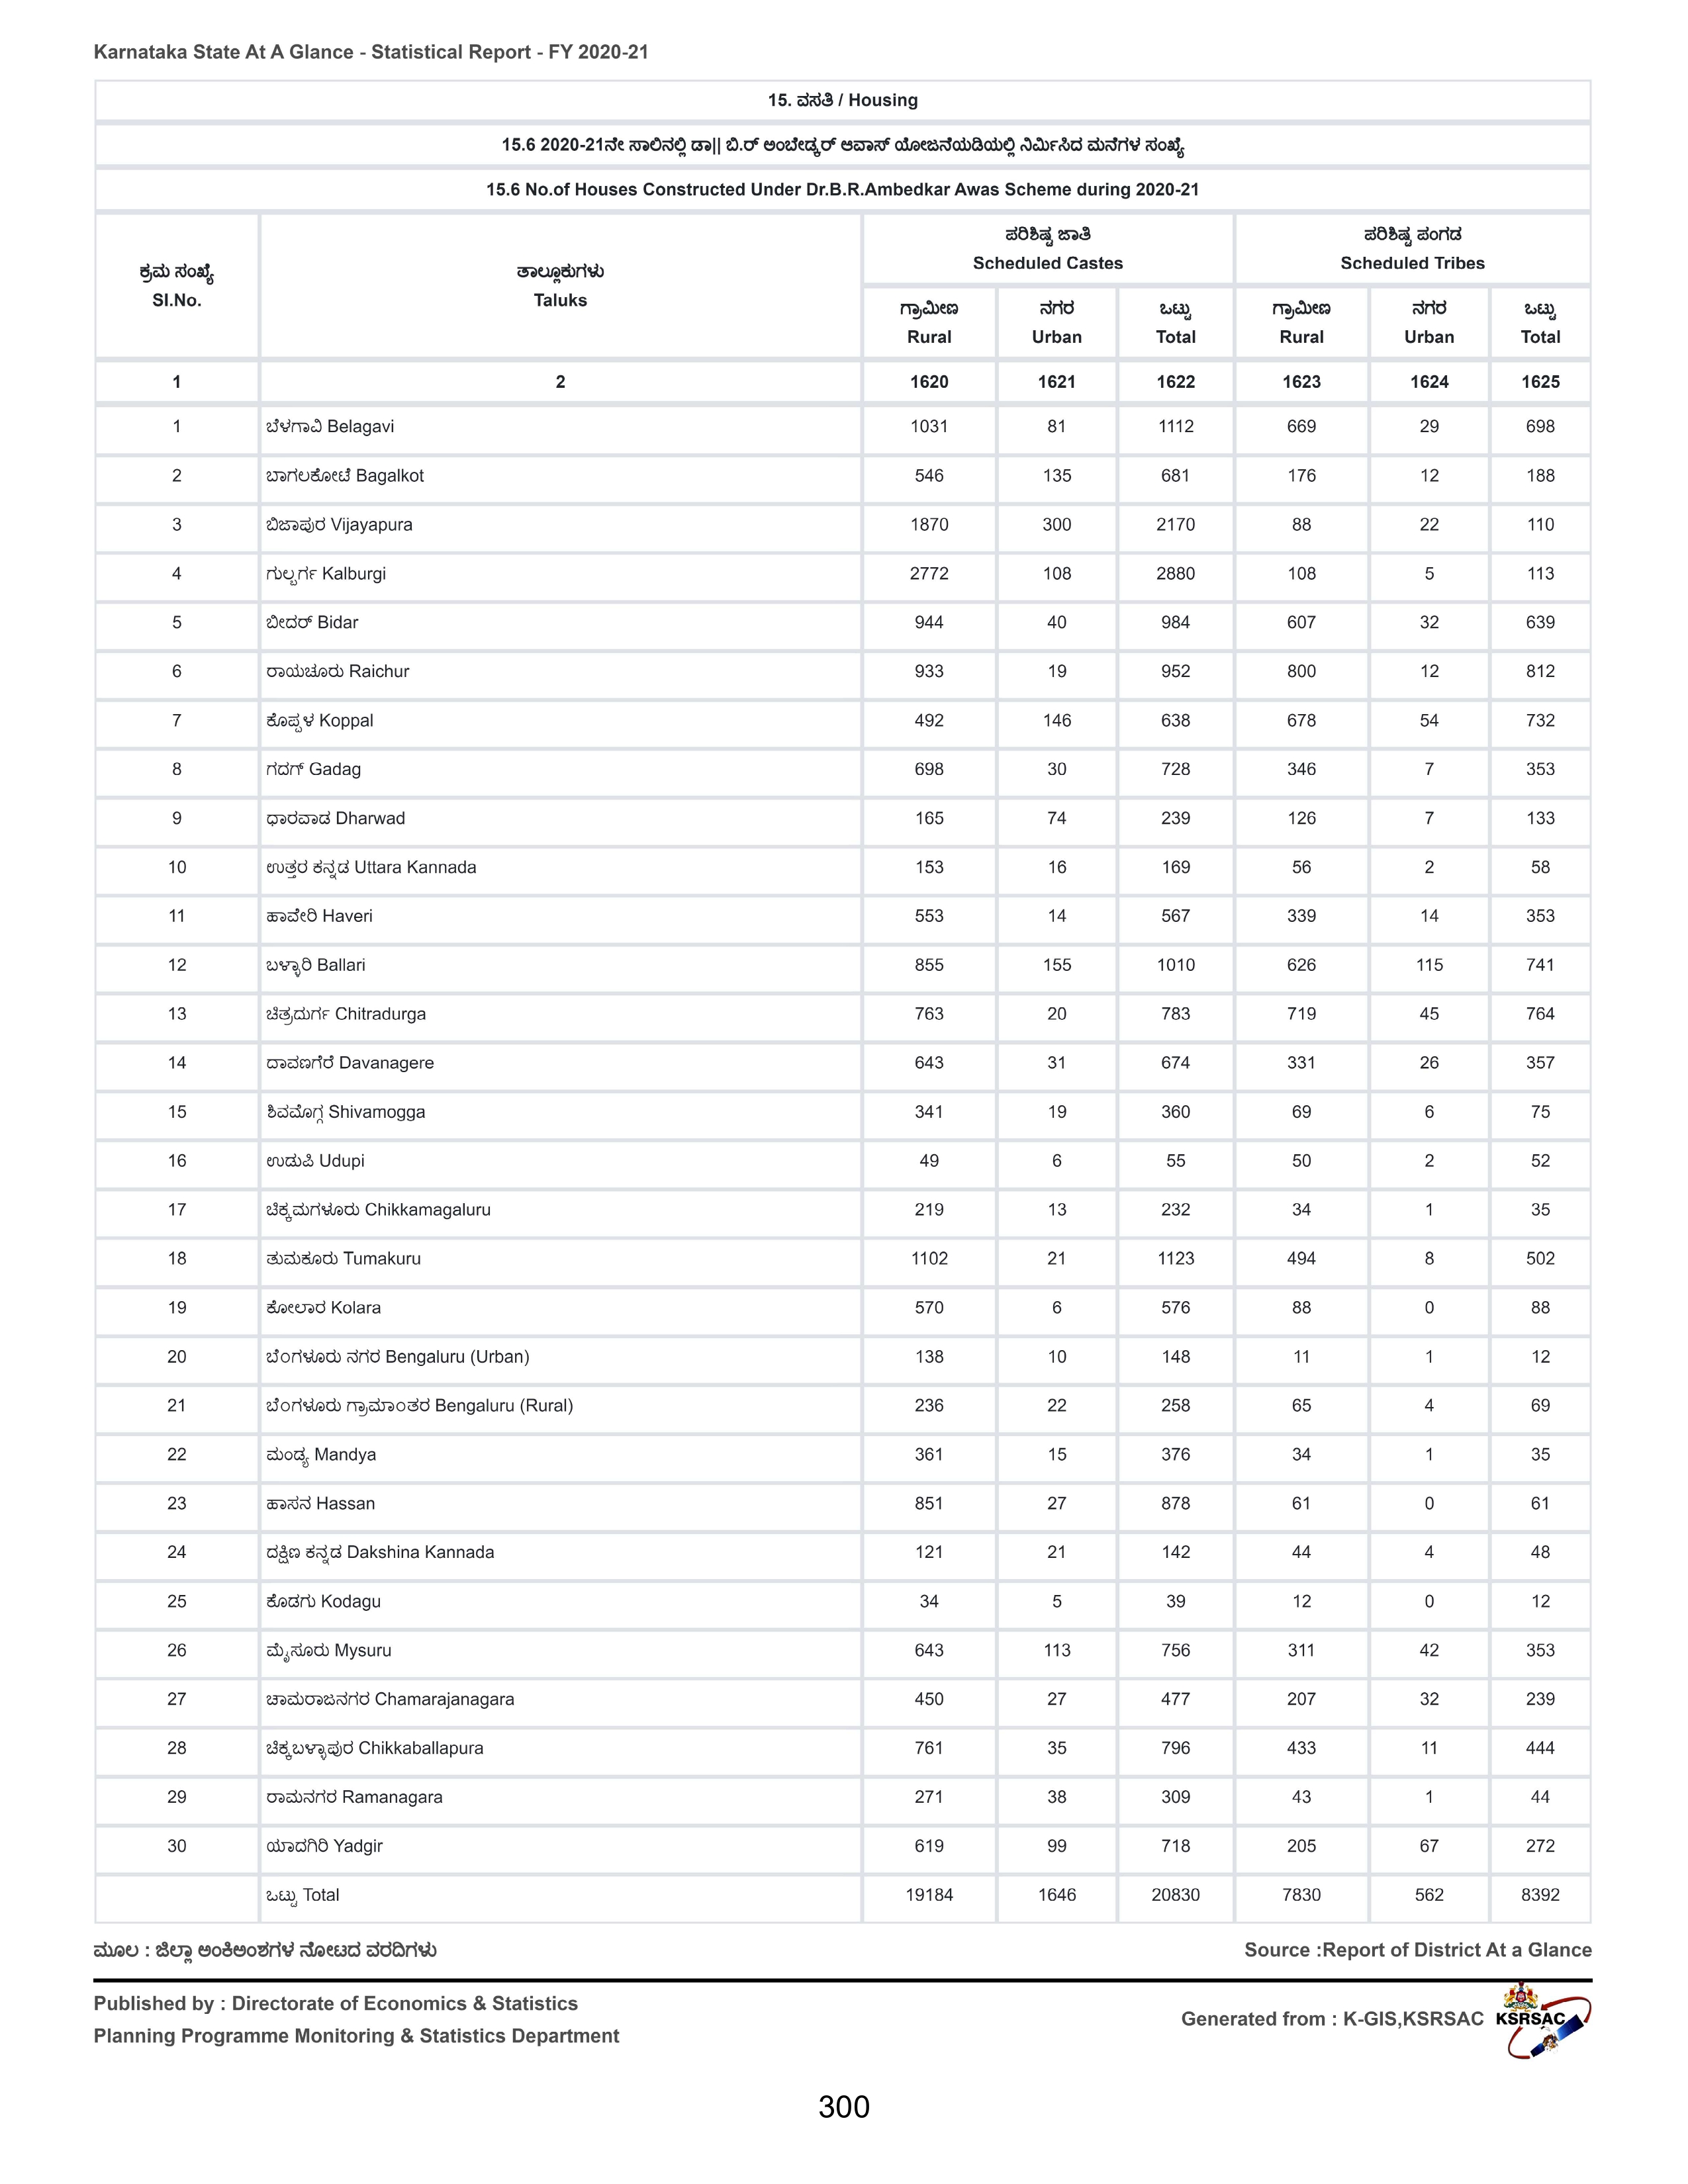 Karnataka State At A Glance - Statistical Report - FY 2020-21
15. ವಸತಿ / Housing
15.6 2020-21ನೇ ಸಾಲಿನಲ್ಲಿ ಡಾ|| ಬಿ.ರ್ ಅಂಬೇಡ್ಕರ್ ಆವಾಸ್ ಯೋಜನೆಯಡಿಯಲ್ಲಿ ನಿರ್ಮಿಸಿದ ಮನೆಗಳ ಸಂಖ್ಯೆ
15.6 No.of Houses Constructed Under Dr.B.R.Ambedkar Awas Scheme during 2020-21
ಕ್ರಮ ಸಂಖ್ಯೆ ತಾಲ್ಲೂಕುಗಳು ಪರಿಶಿಷ್ಟ ಜಾತಿ ಪರಿಶಿಷ್ಟ ಪಂಗಡ
SI.No. Taluks Scheduled Castes Scheduled Tribes
ಗ್ರಾಮೀಣ ನಗರ ಒಟ್ಟು ಗ್ರಾಮೀಣ ನಗರ ಒಟ್ಟು
Rural Urban Total Rural Urban Total
1 2 1620 1621 1622 1623 1624 1625
1 ಬೆಳಗಾವಿ Belagavi 1031 81 1112 669 29 698
2 ಬಾಗಲಕೋಟೆ Bagalkot 546 135 681 176 12 188
3 ಬಿಜಾಪುರ Vijayapura 1870 300 2170 88 22 110
4 ಗುಲ್ಬರ್ಗ Kalburgi 2772 108 2880 108 5 113
5 ಬೀದರ್ Bidar 944 40 984 607 32 639
6 ರಾಯಚೂರು Raichur 933 19 952 800 12 812
7 ಕೊಪ್ಪಳ Koppal 492 146 638 678 54 732
8 ಗದಗ್ Gadag 698 30 728 346 7 353
9 ಧಾರವಾಡ Dharwad 165 74 239 126 7 133
10 ಉತ್ತರ ಕನ್ನಡ Uttara Kannada 153 16 169 56 2 58
11 ಹಾವೇರಿ Haveri 553 14 567 339 14 353
12 ಬಳ್ಳಾರಿ Ballari 855 155 1010 626 115 741
13 ಚಿತ್ರದುರ್ಗ Chitradurga 763 20 783 719 45 764
14 ದಾವಣಗೆರೆ Davanagere 643 31 674 331 26 357
15 ಶಿವಮೊಗ್ಗ Shivamogga 341 19 360 69 6 75
16 ಉಡುಪಿ Udupi 49 6 55 50 2 52
17 ಚಿಕ್ಕಮಗಳೂರು Chikkamagaluru 219 13 232 34 1 35
18 ತುಮಕೂರು Tumakuru 1102 21 1123 494 8 502
19 ಕೋಲಾರ Kolara 570 6 576 88 0 88
20 ಬೆಂಗಳೂರು ನಗರ Bengaluru (Urban) 138 10 148 11 1 12
21 ಬೆಂಗಳೂರು ಗ್ರಾಮಾಂತರ Bengaluru (Rural) 236 22 258 65 4 69
22 ಮಂಡ್ಯ Mandya 361 15 376 34 1 35
23 ಹಾಸನ Hassan 851 27 878 61 0 61
24 ದಕ್ಷಿಣ ಕನ್ನಡ Dakshina Kannada 121 21 142 44 4 48
25 ಕೊಡಗು Kodagu 34 5 39 12 0 12
26 ಮೈಸೂರು Mysuru 643 113 756 311 42 353
27 ಚಾಮರಾಜನಗರ Chamarajanagara 450 27 477 207 32 239
28 ಚಿಕ್ಕಬಳ್ಳಾಪುರ Chikkaballapura 761 35 796 433 11 444
29 ರಾಮನಗರ Ramanagara 271 38 309 43 1 44
30 ಯಾದಗಿರಿ Yadgir 619 99 718 205 67 272
ಒಟ್ಟು Total 19184 1646 20830 7830 562 8392
ಮೂಲ : ಜಿಲ್ಲಾ ಅಂಕಿಅಂಶಗಳ ನೋಟದ ವರದಿಗಳು Source :Report of District At a Glance
Published by : Directorate of Economics & Statistics
Planning Programme Monitoring & Statistics Department
Generated from : K-GIS,KSRSAC KSRSAC
300